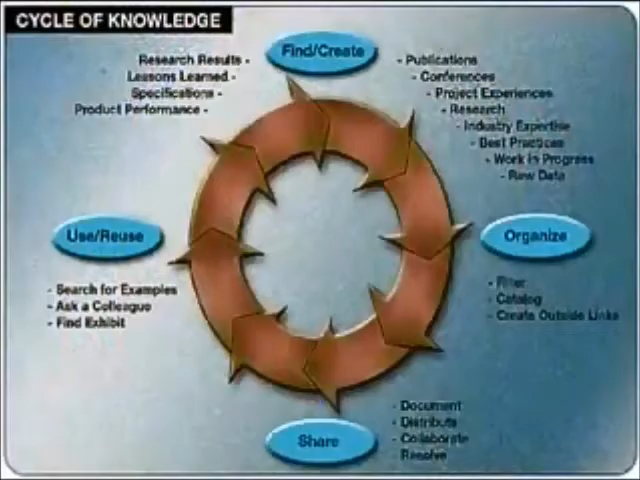 CYCLE OF KNOWLEDGE
Find/Create
Research Results -
Lessons Learned -
Specifications -
Product Performance -
- Publications
- Conferences
- Project Experiences
- Research
- Industry Expertise
- Best Practices
- Work in Progress
- Raw Data
Use/Reuse
- Search for Examples
- Ask a Colleague
- Find Exhibit
Organize
- Filter
- Catalog
- Create Outside Links
Share
- Document
- Distribute
- Collaborate
- Resolve